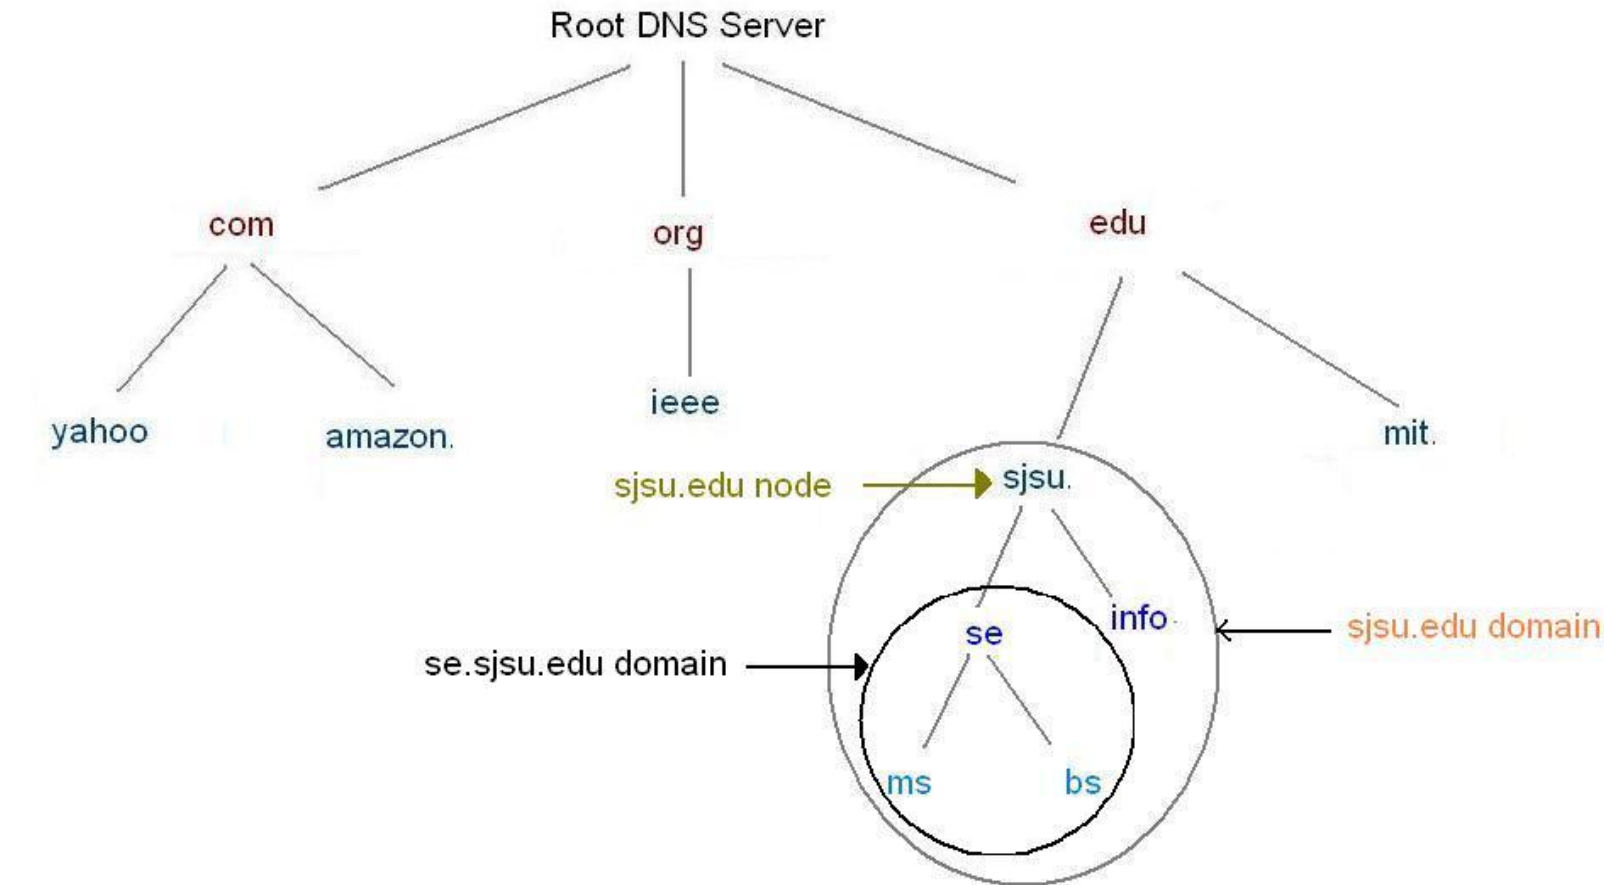 Root DNS Server
com
org
edu
yahoo
amazon.
ieee
mit.
sjsu.edu node
sjsu.
se
info
sjsu.edu domain
se.sjsu.edu domain
ms
bs